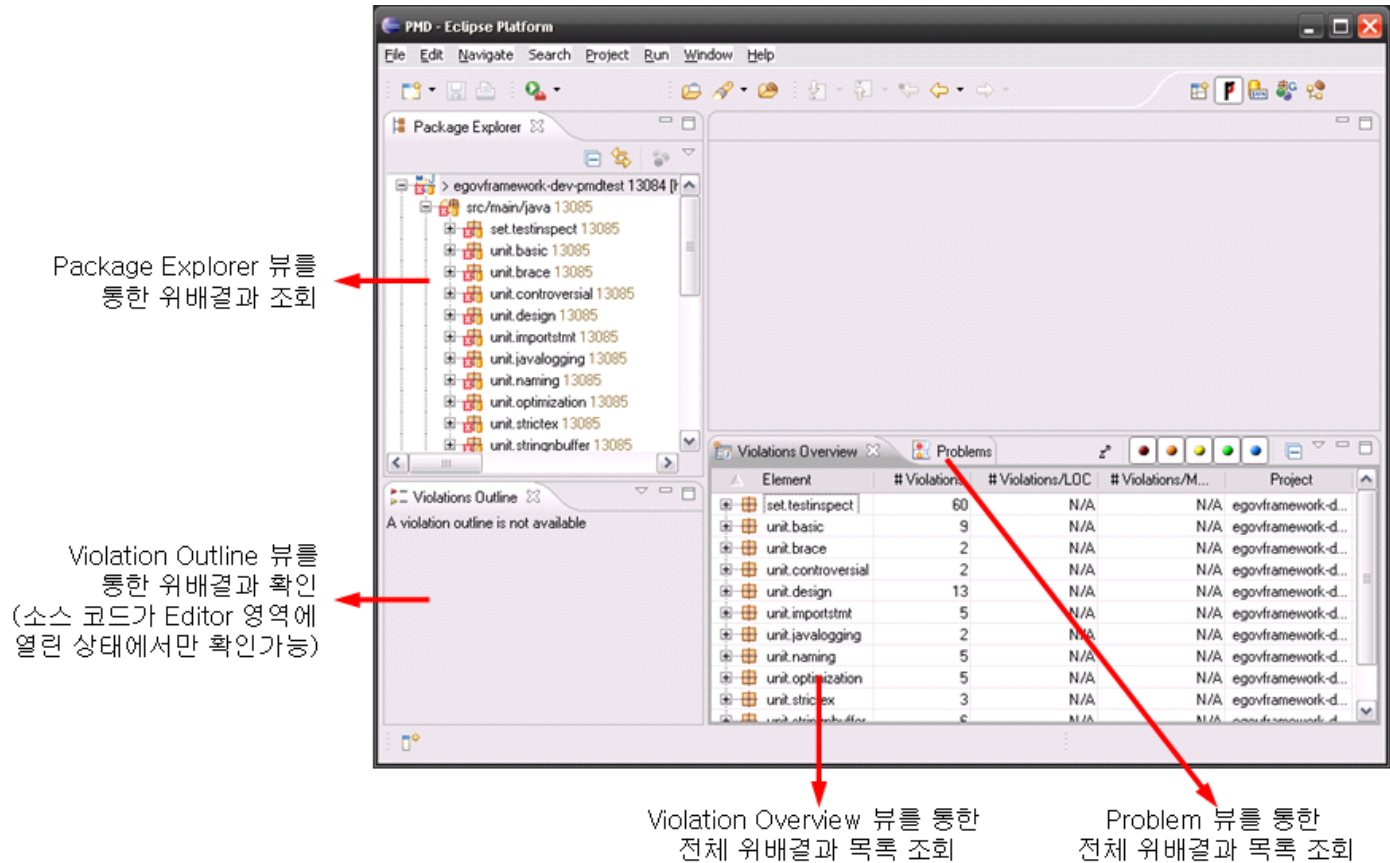 PMD - Eclipse Platform
File Edit Navigate Search Project Run Window Help
Package Explorer
> egovframework-dev-pmdtest 13084
src/main/java 13085
set.testinspect 13085
unit.basic 13085
unit.brace 13085
unit.controversial 13085
unit.design 13085
unit.importstmt 13085
unit.javalogging 13085
unit.naming 13085
unit.optimization 13085
unit.strictex 13085
unit.stringnbuffer 13085
Violations Outline
A violation outline is not available
Violations Overview Problems
Element # Violations # Violations/LOC # Violations/M... Project
set.testinspect 60 N/A N/A egovframework-d...
unit.basic 9 N/A N/A egovframework-d...
unit.brace 2 N/A N/A egovframework-d...
unit.controversial 2 N/A N/A egovframework-d...
unit.design 13 N/A N/A egovframework-d...
unit.importstmt 5 N/A N/A egovframework-d...
unit.javalogging 2 N/A N/A egovframework-d...
unit.naming 5 N/A N/A egovframework-d...
unit.optimization 5 N/A N/A egovframework-d...
unit.strictex 3 N/A N/A egovframework-d...
unit.stringnbuffer 6 N/A N/A egovframework-d...
Package Explorer 뷰를
통한 위배결과 조회
Violation Outline 뷰를
통한 위배결과 확인
(소스 코드가 Editor 영역에
열린 상태에서만 확인가능)
Violation Overview 뷰를 통한
전체 위배결과 목록 조회
Problem 뷰를 통한
전체 위배결과 목록 조회